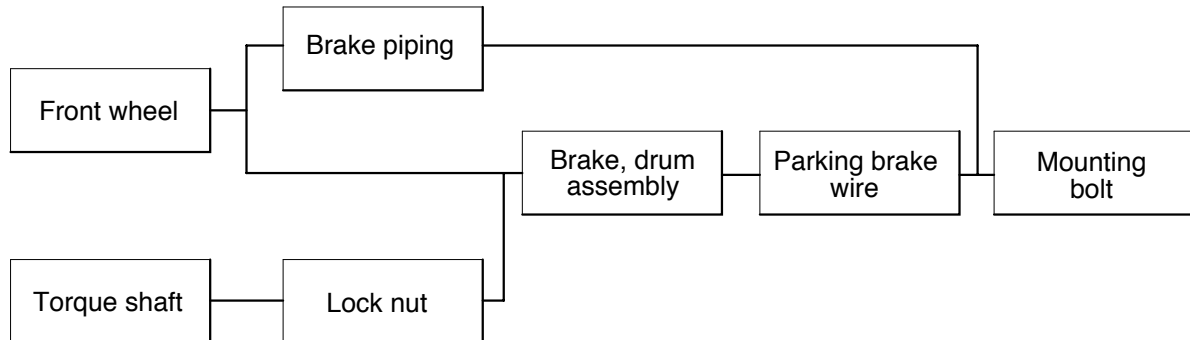 Brake piping
Front wheel
Brake, drum
assembly
Parking brake
wire
Mounting
bolt
Torque shaft
Lock nut